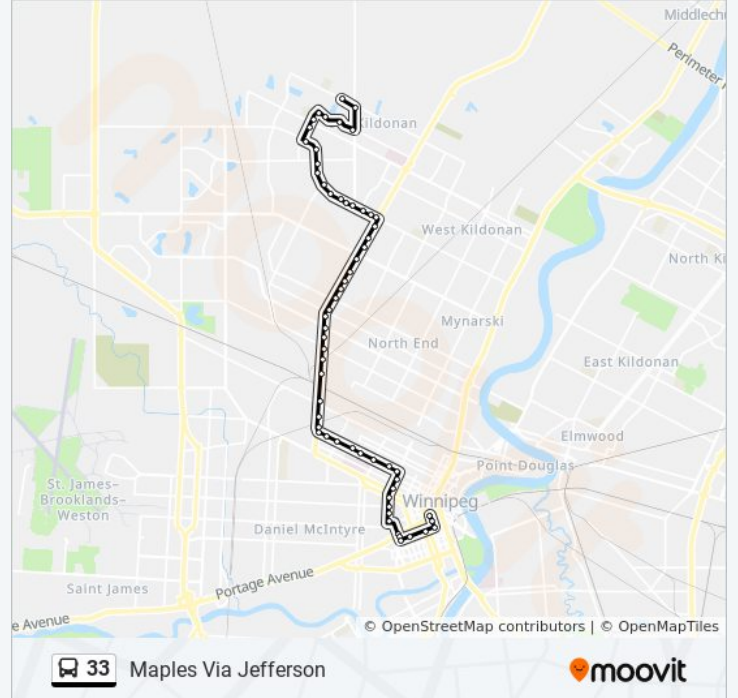 Middlech
Perimeter
Kildonan
West Kildonan
North Ki
Mynarski
North End
East Kildonan
Elmwood
Point Douglas
St. James–
Brooklands–
Weston
Winnipeg
Daniel McIntyre
Portage Avenue
Saint James
e Avenue
© OpenStreetMap contributors | © OpenMapTiles
33 Maples Via Jefferson moovit